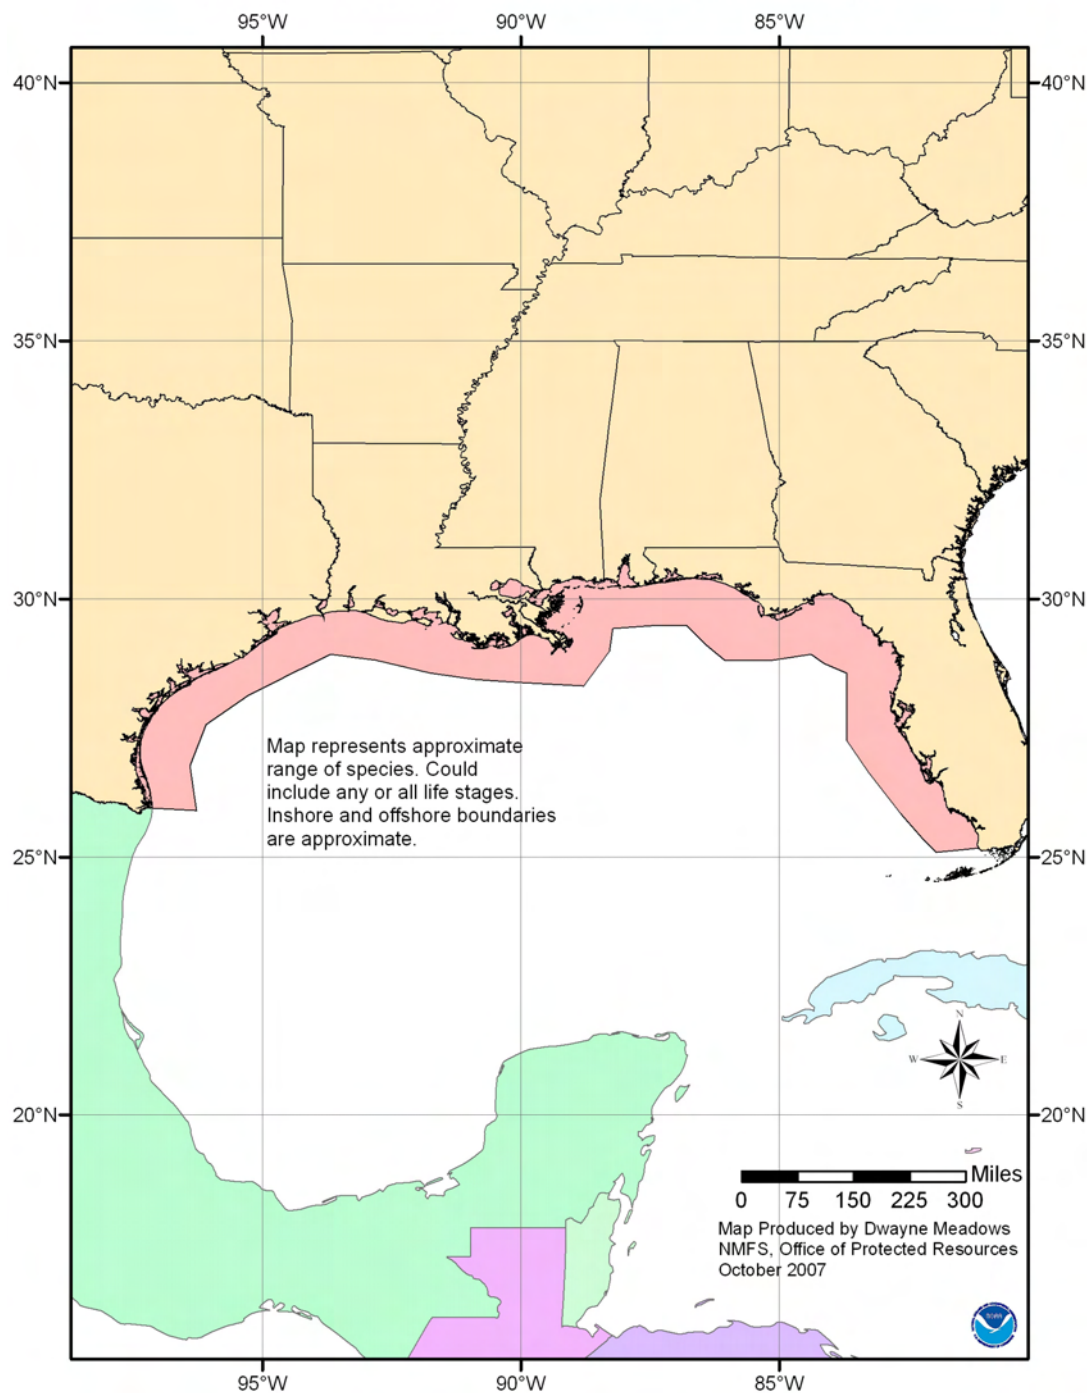 95°W 90°W 85°W
40°N 40°N
35°N 35°N
30°N 30°N
Map represents approximate
range of species. Could
include any or all life stages.
Inshore and offshore boundaries
are approximate.
25°N 25°N
N
W E
S
20°N 20°N
Miles
0 75 150 225 300
Map Produced by Dwayne Meadows
NMFS, Office of Protected Resources
October 2007
NOAA
95°W 90°W 85°W